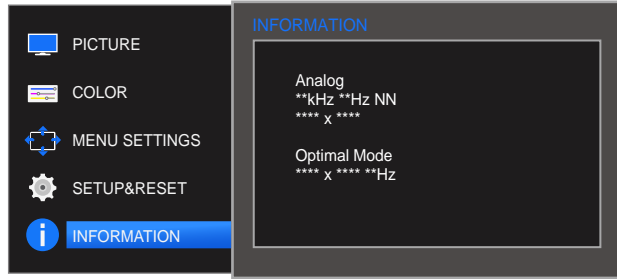 PICTURE
COLOR
MENU SETTINGS
SETUP&RESET
i INFORMATION
INFORMATION
Analog
**kHz **Hz NN
**** x ****
Optimal Mode
**** x **** **Hz